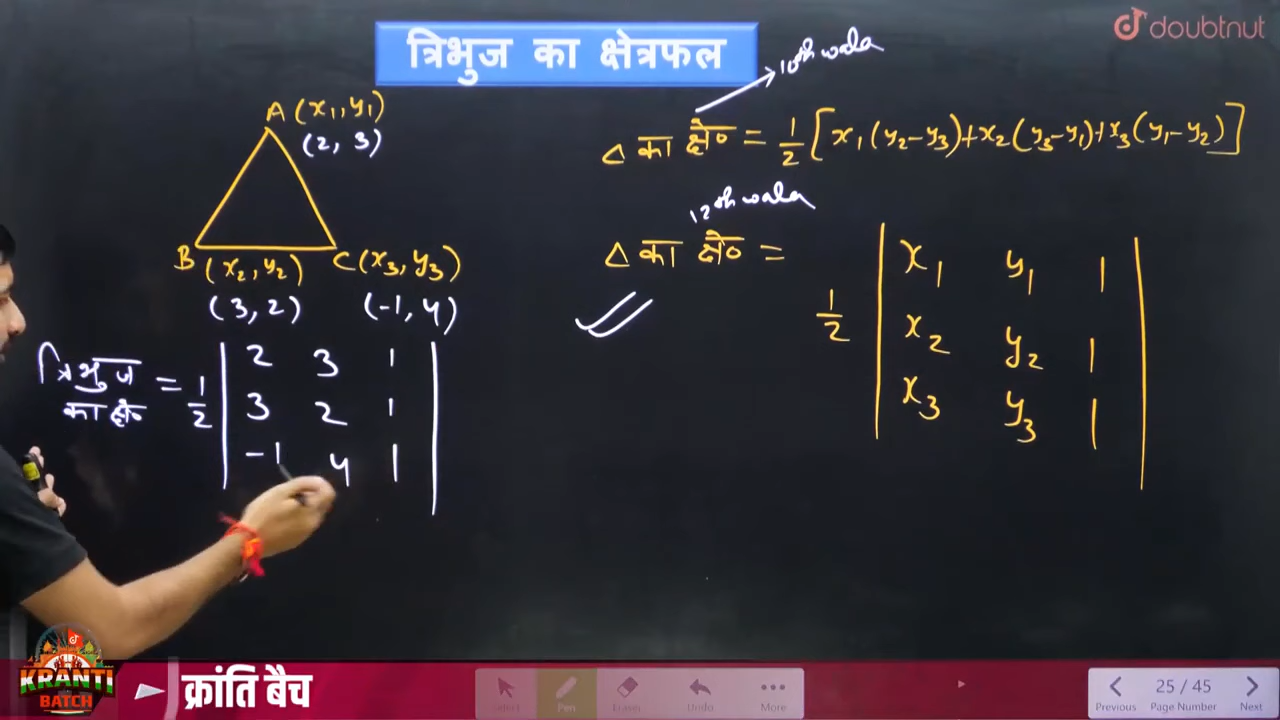 doubtnut
त्रिभुज का क्षेत्रफल
10th wala
A (x₁, y₁)
(2, 3)
△ का क्षे० = 1/2 [x₁(y₂-y₃)+x₂(y₃-y₁)+x₃(y₁-y₂)]
12th wala
B (x₂, y₂) C (x₃, y₃)
(3, 2) (-1, 4)
△ का क्षे० =
1/2 | x₁ y₁ 1 |
| x₂ y₂ 1 |
| x₃ y₃ 1 |
त्रिभुज का क्षे० = 1/2 | 2 3 1 |
| 3 2 1 |
| -1 4 1 |
KRANTI
BATCH
क्रांति बैच
Select Pen Eraser Undo More
25 / 45
Previous Page Number Next